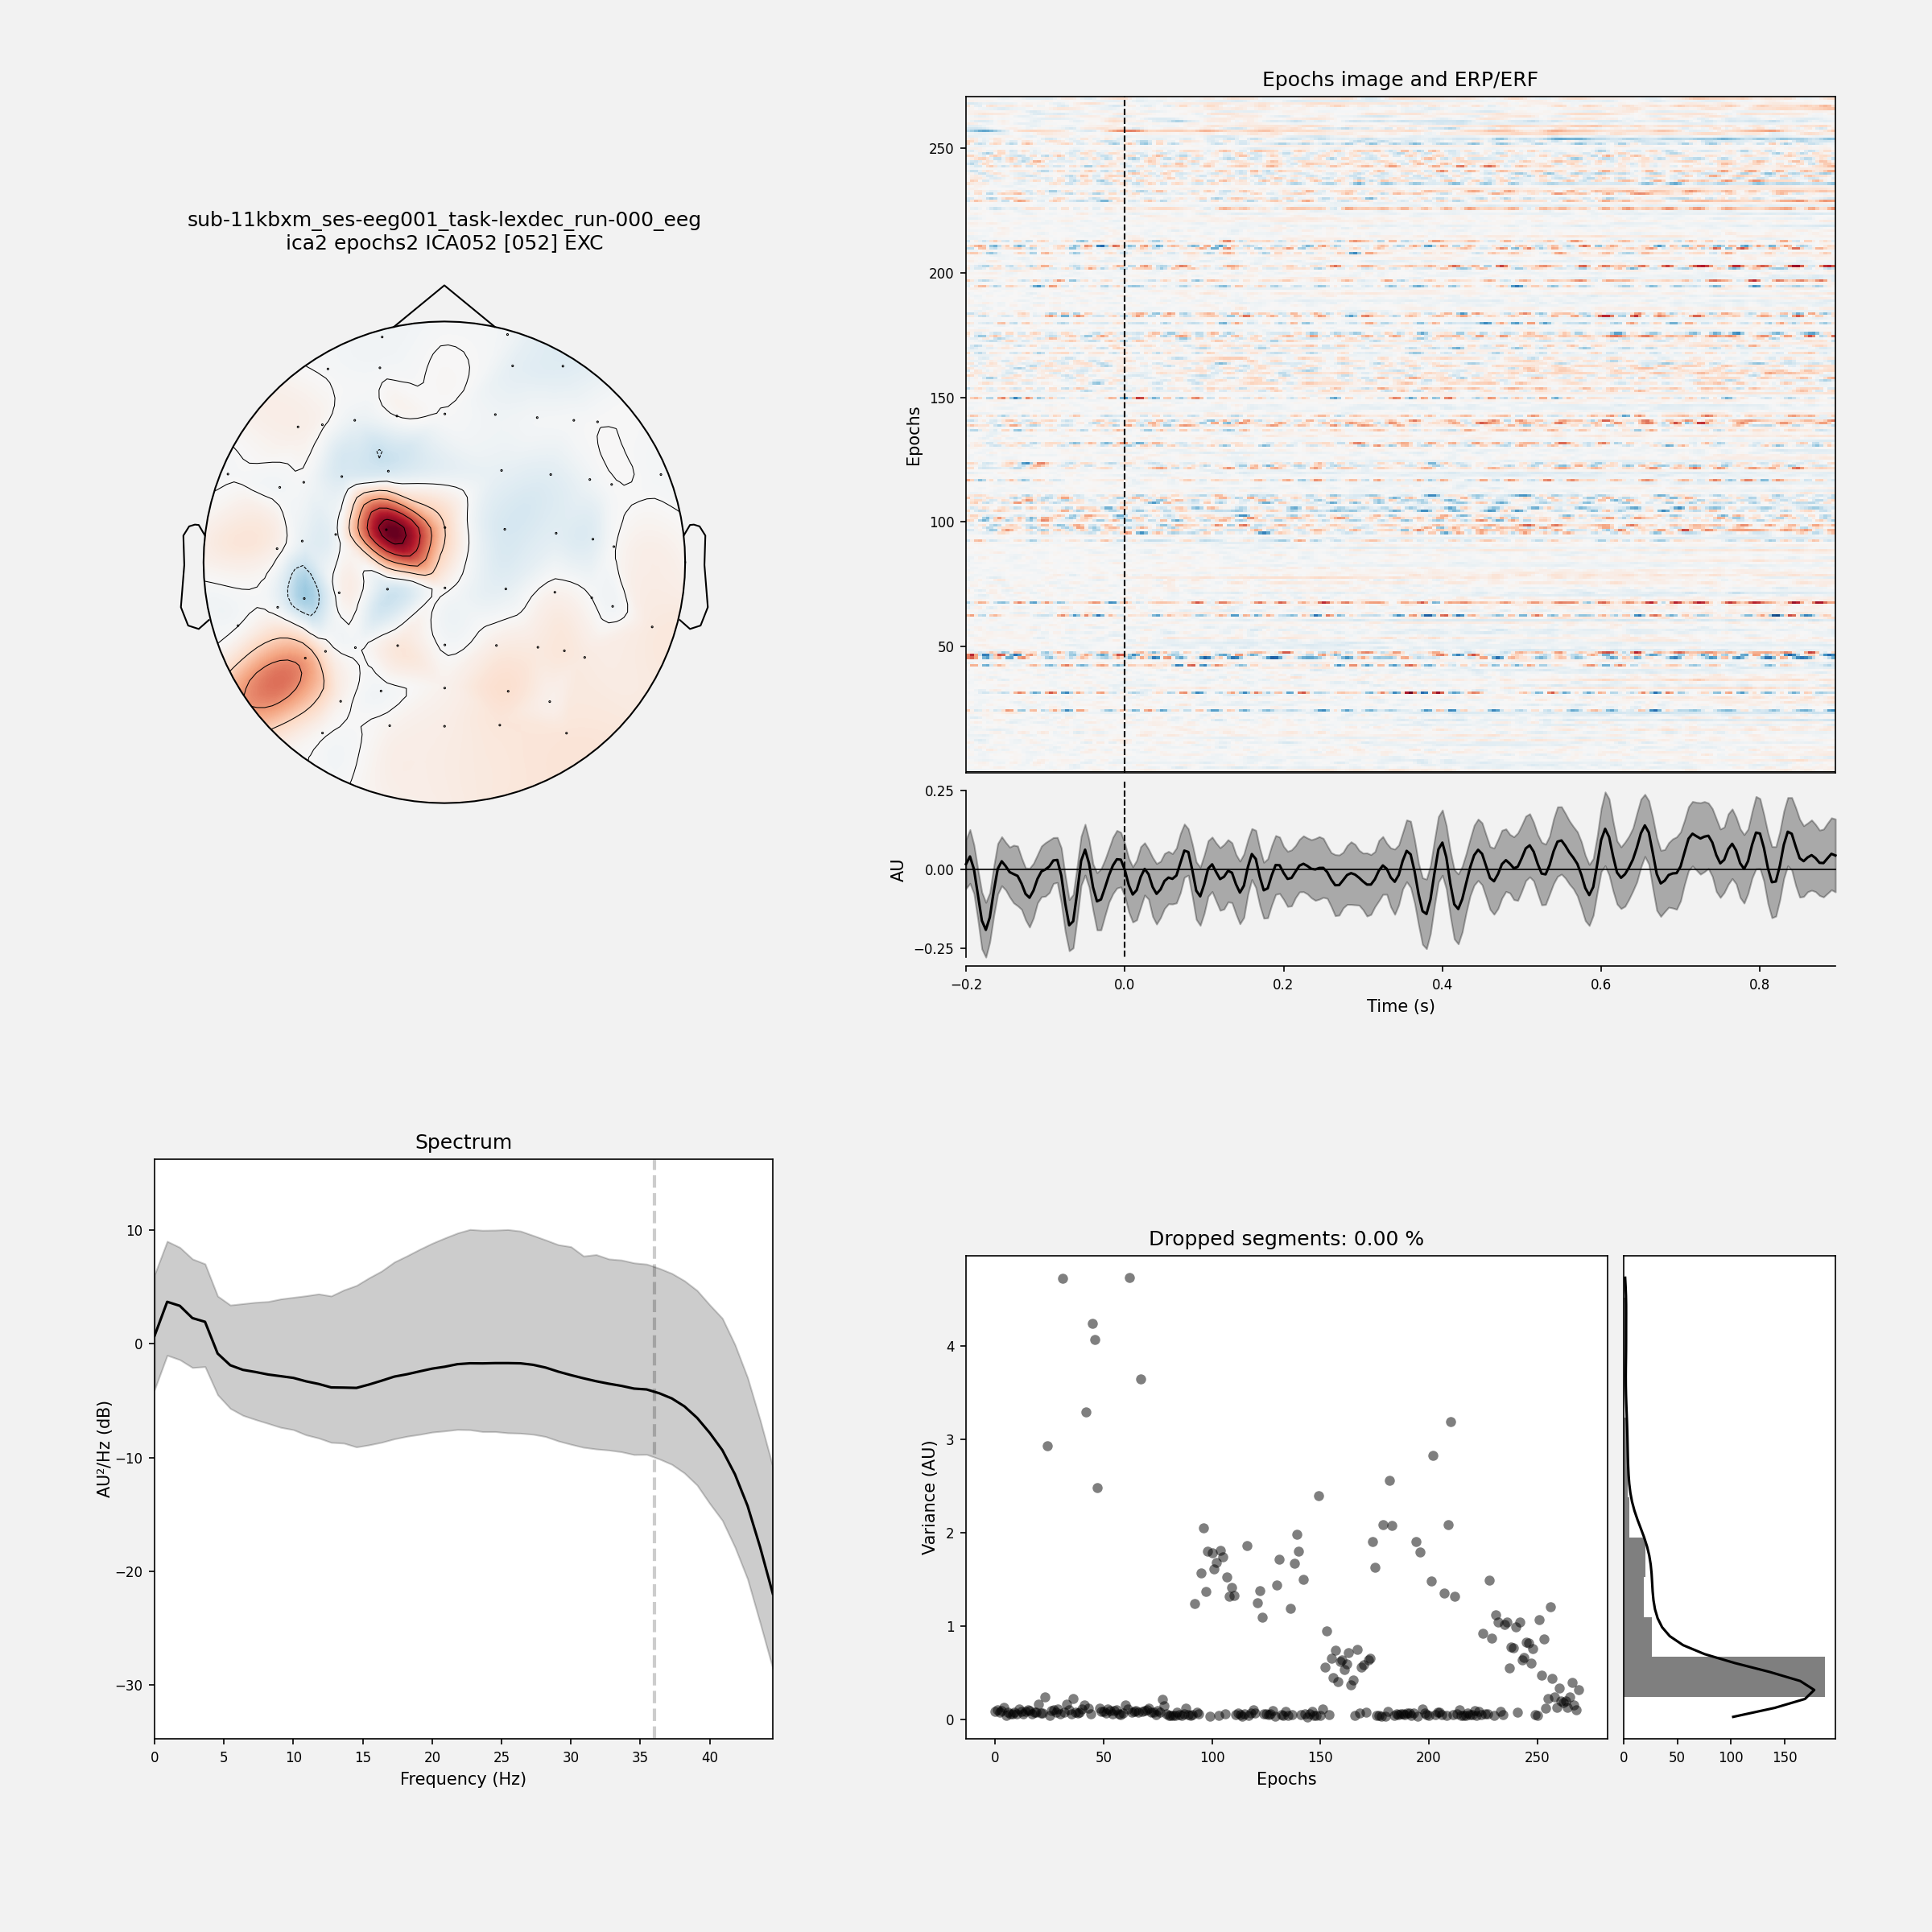 sub-11kbxm_ses-eeg001_task-lexdec_run-000_eeg
ica2 epochs2 ICA052 [052] EXC
Epochs image and ERP/ERF
250
200
150
100
50
Epochs
0.25
0.00
−0.25
AU
−0.2 0.0 0.2 0.4 0.6 0.8
Time (s)
Spectrum
10
0
−10
−20
−30
AU²/Hz (dB)
0 5 10 15 20 25 30 35 40
Frequency (Hz)
Dropped segments: 0.00 %
4
3
2
1
0
Variance (AU)
0 50 100 150 200 250
Epochs
0 50 100 150